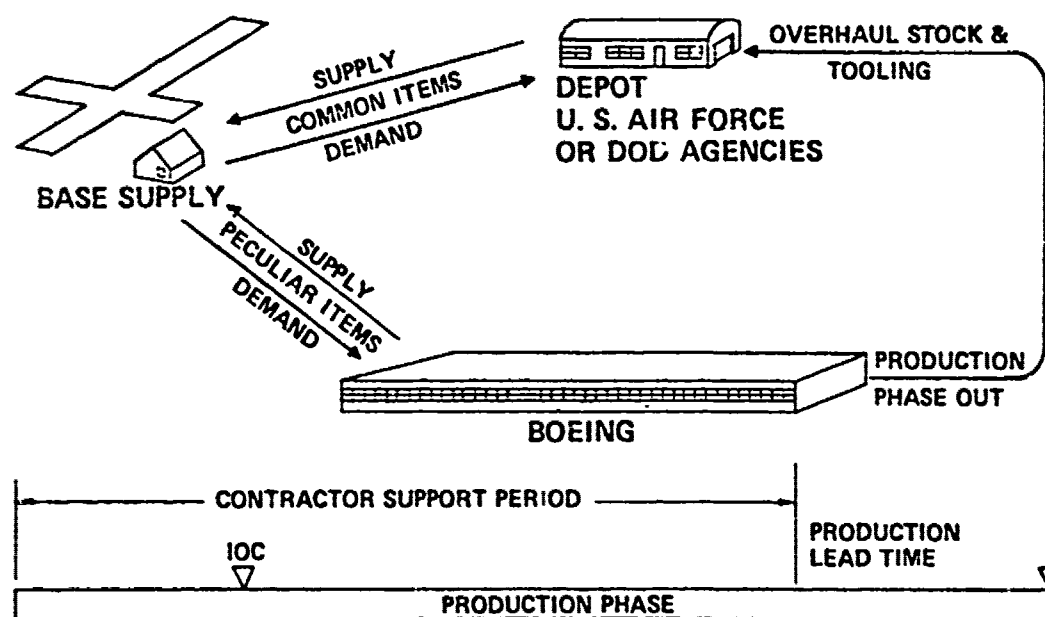 OVERHAUL STOCK &
TOOLING
SUPPLY
COMMON ITEMS
DEMAND
DEPOT
U. S. AIR FORCE
OR DOD AGENCIES
BASE SUPPLY
SUPPLY
PECULIAR ITEMS
DEMAND
PRODUCTION
PHASE OUT
BOEING
CONTRACTOR SUPPORT PERIOD
PRODUCTION
LEAD TIME
IOC
PRODUCTION PHASE